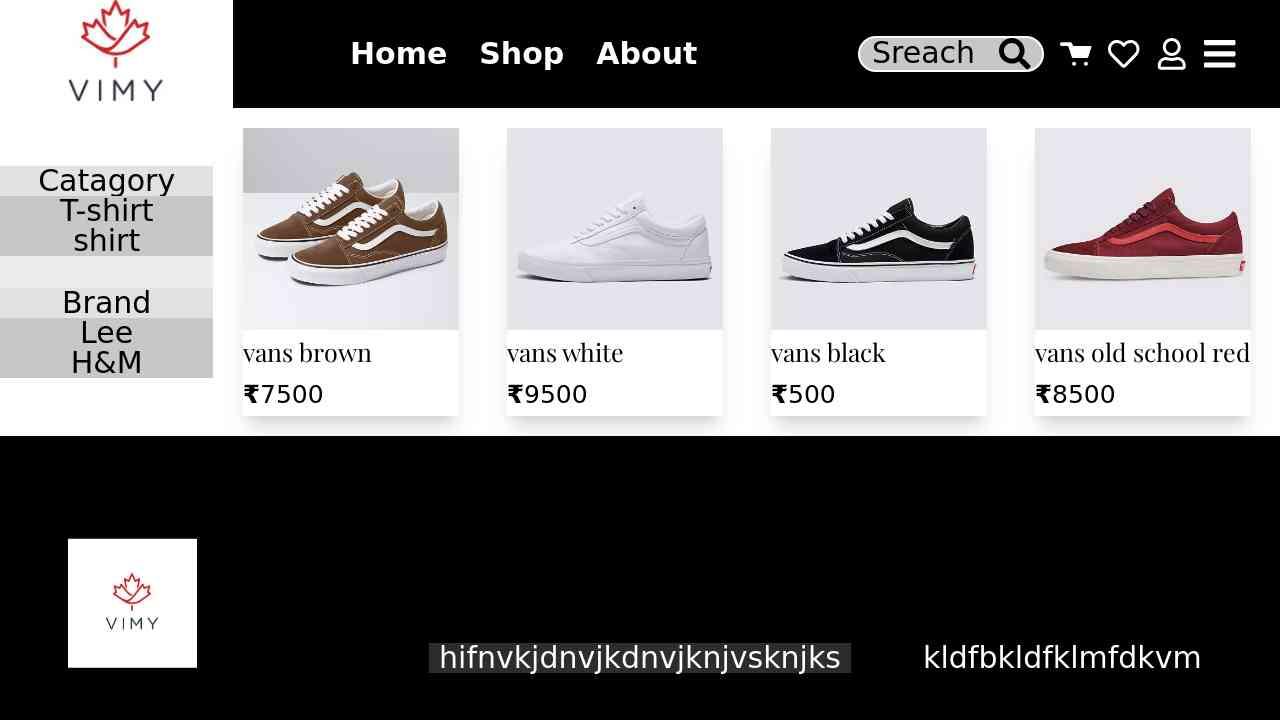 VIMY
Home Shop About
Sreach
Catagory
T-shirt
shirt
Brand
Lee
H&M
vans brown
₹7500
vans white
₹9500
vans black
₹500
vans old school red
₹8500
VIMY
hifnvkjdnvjkdnvjknjvsknjks
kldfbkldfklmfdkvm